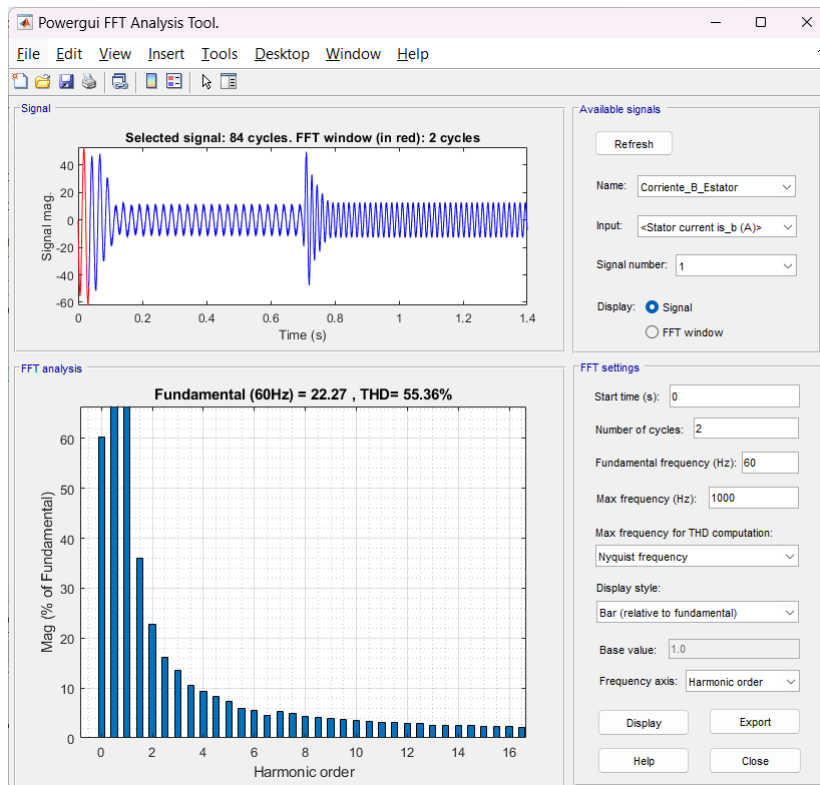 Powergui FFT Analysis Tool.
File Edit View Insert Tools Desktop Window Help
Signal
Selected signal: 84 cycles. FFT window (in red): 2 cycles
Signal mag.
40
20
0
-20
-40
-60
0 0.2 0.4 0.6 0.8 1 1.2 1.4
Time (s)
Available signals
Refresh
Name: Corriente_B_Estator
Input: <Stator current is_b (A)>
Signal number: 1
Display: Signal
FFT window
FFT analysis
Fundamental (60Hz) = 22.27 , THD= 55.36%
Mag (% of Fundamental)
60
50
40
30
20
10
0
0 2 4 6 8 10 12 14 16
Harmonic order
FFT settings
Start time (s): 0
Number of cycles: 2
Fundamental frequency (Hz): 60
Max frequency (Hz): 1000
Max frequency for THD computation:
Nyquist frequency
Display style:
Bar (relative to fundamental)
Base value: 1.0
Frequency axis: Harmonic order
Display Export
Help Close